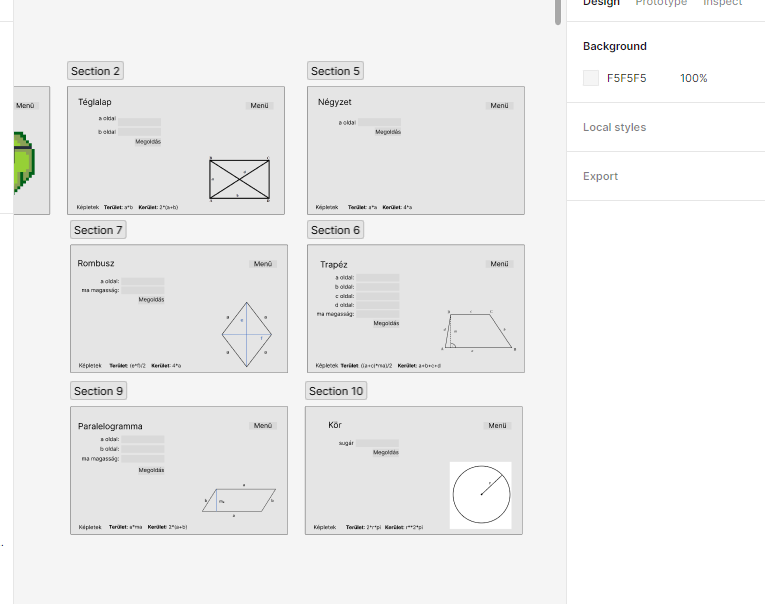 Design Prototype Inspect
Background
F5F5F5 100%
Local styles
Export
Menü
Section 2
Téglalap
Menü
a oldal
b oldal
Megoldás
Képletek Terület: a*b Kerület: 2*(a+b)
Section 5
Négyzet
Menü
a oldal
Megoldás
Képletek Terület: a*a Kerület: 4*a
Section 7
Rombusz
Menü
a oldal:
ma magasság:
Megoldás
Képletek Terület: (e*f)/2 Kerület: 4*a
Section 6
Trapéz
Menü
a oldal:
b oldal:
c oldal:
d oldal:
ma magasság:
Megoldás
Képletek Terület: ((a+c)*ma)/2 Kerület: a+b+c+d
Section 9
Paralelogramma
Menü
a oldal:
b oldal:
ma magasság:
Megoldás
Képletek Terület: a*ma Kerület: 2*(a+b)
Section 10
Kör
Menü
sugár
Megoldás
Képletek Terület: 2*r*pi Kerület: r**2*pi